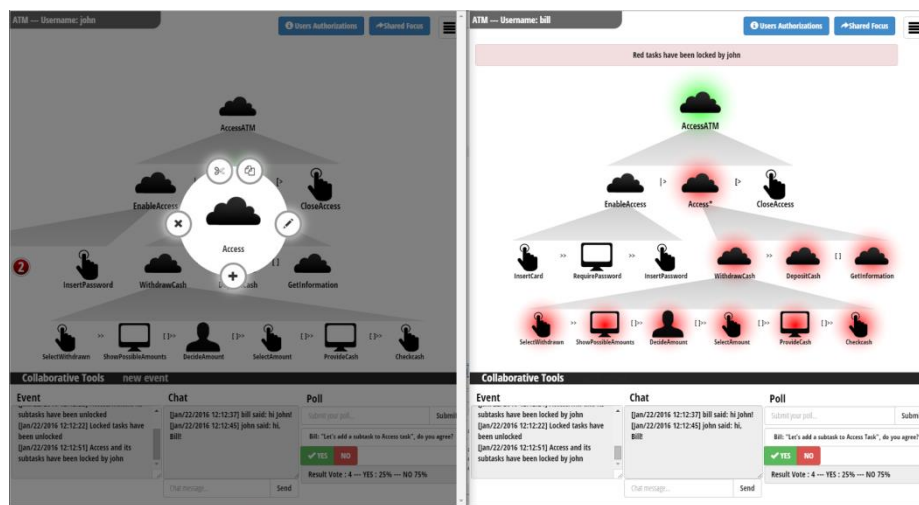 ATM --- Username: john
Users Authorizations
Shared Focus
AccessATM
EnableAccess
[>
CloseAccess
Access
2
InsertPassword
WithdrawCash
[ ]
GetInformation
SelectWithdrawn
>>
ShowPossibleAmounts
[ ]>>
DecideAmount
[ ]>>
SelectAmount
[ ]>>
ProvideCash
[ ]>>
Checkcash
Collaborative Tools
new event
Event
subtasks have been unlocked
[Jan/22/2016 12:12:22] Locked tasks have
been unlocked
[Jan/22/2016 12:12:51] Access and its
subtasks have been locked by john
Chat
[Jan/22/2016 12:12:37] bill said: hi John!
[Jan/22/2016 12:12:45] john said: hi,
Bill!
Chat message...
Send
Poll
Submit your poll...
Submit
Bill: "Let's add a subtask to Access task", do you agree?
YES
NO
Result Vote : 4 --- YES : 25% --- NO 75%
ATM --- Username: bill
Users Authorizations
Shared Focus
Red tasks have been locked by john
AccessATM
EnableAccess
|>
Access*
[>
CloseAccess
InsertCard
>>
RequirePassword
>>
InsertPassword
WithdrawCash
>>
DepositCash
[ ]
GetInformation
SelectWithdrawn
>>
ShowPossibleAmounts
[ ]>>
DecideAmount
[ ]>>
SelectAmount
[ ]>>
ProvideCash
[ ]>>
Checkcash
Collaborative Tools
Event
subtasks have been locked by john
[Jan/22/2016 12:12:22] Locked tasks have
been unlocked
[Jan/22/2016 12:12:51] Access and its
subtasks have been locked by john
Chat
[Jan/22/2016 12:12:37] bill said: hi John!
[Jan/22/2016 12:12:45] john said: hi,
Bill!
Chat message...
Send
Poll
Submit your poll...
Subm
Bill: "Let's add a subtask to Access Task", do you agree?
YES
NO
Result Vote : 4 --- YES : 25% --- NO 75%